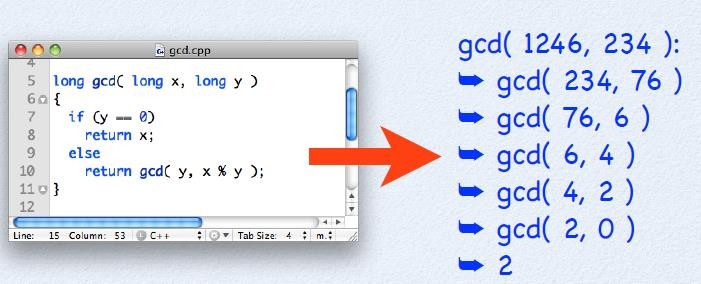 gcd.cpp
4
5 long gcd( long x, long y )
6 {
7 if (y == 0)
8 return x;
9 else
10 return gcd( y, x % y );
11 }
12
Line: 15 Column: 53 L C++ Tab Size: 4 m.
gcd( 1246, 234 ):
➥ gcd( 234, 76 )
➥ gcd( 76, 6 )
➥ gcd( 6, 4 )
➥ gcd( 4, 2 )
➥ gcd( 2, 0 )
➥ 2